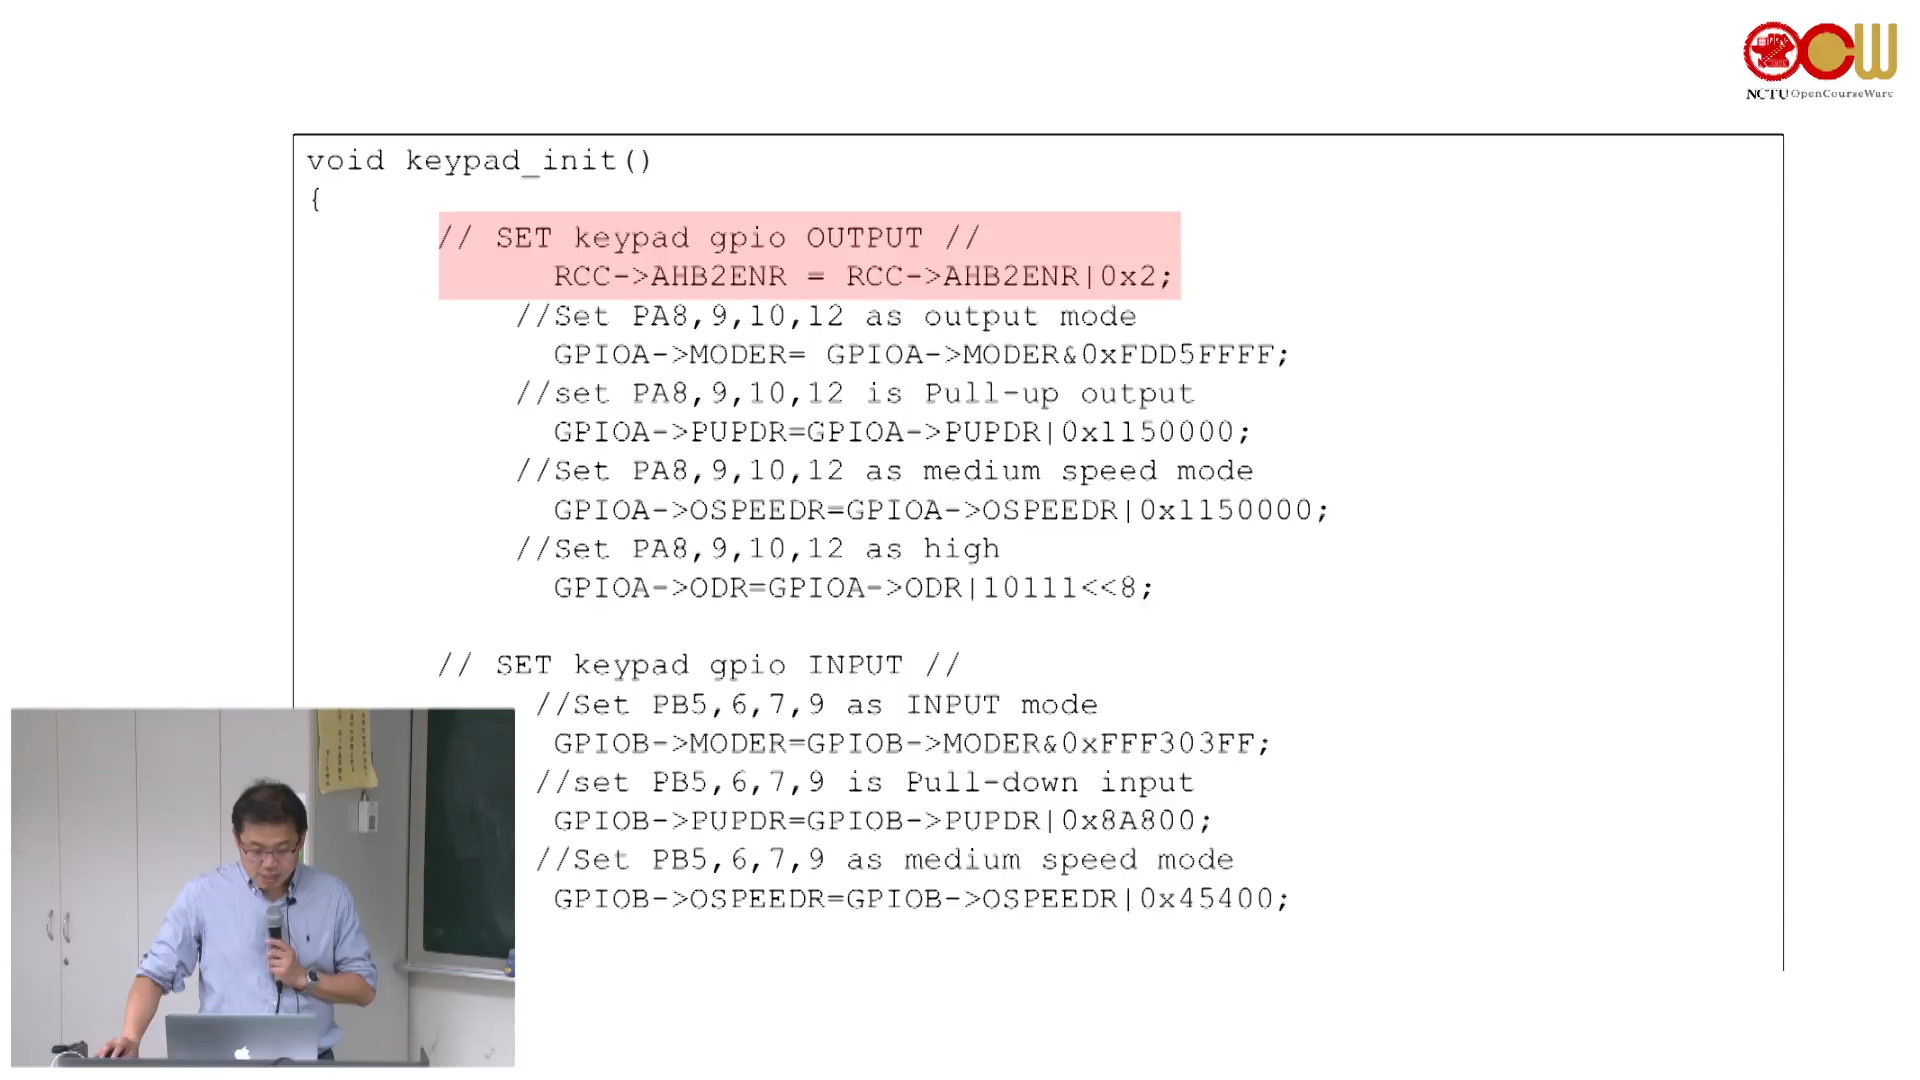 NCTU OpenCourseWare
void keypad_init()
{
// SET keypad gpio OUTPUT //
RCC->AHB2ENR = RCC->AHB2ENR|0x2;
//Set PA8,9,10,12 as output mode
GPIOA->MODER= GPIOA->MODER&0xFDD5FFFF;
//set PA8,9,10,12 is Pull-up output
GPIOA->PUPDR=GPIOA->PUPDR|0x1150000;
//Set PA8,9,10,12 as medium speed mode
GPIOA->OSPEEDR=GPIOA->OSPEEDR|0x1150000;
//Set PA8,9,10,12 as high
GPIOA->ODR=GPIOA->ODR|10111<<8;
// SET keypad gpio INPUT //
//Set PB5,6,7,9 as INPUT mode
GPIOB->MODER=GPIOB->MODER&0xFFF303FF;
//set PB5,6,7,9 is Pull-down input
GPIOB->PUPDR=GPIOB->PUPDR|0x8A800;
//Set PB5,6,7,9 as medium speed mode
GPIOB->OSPEEDR=GPIOB->OSPEEDR|0x45400;